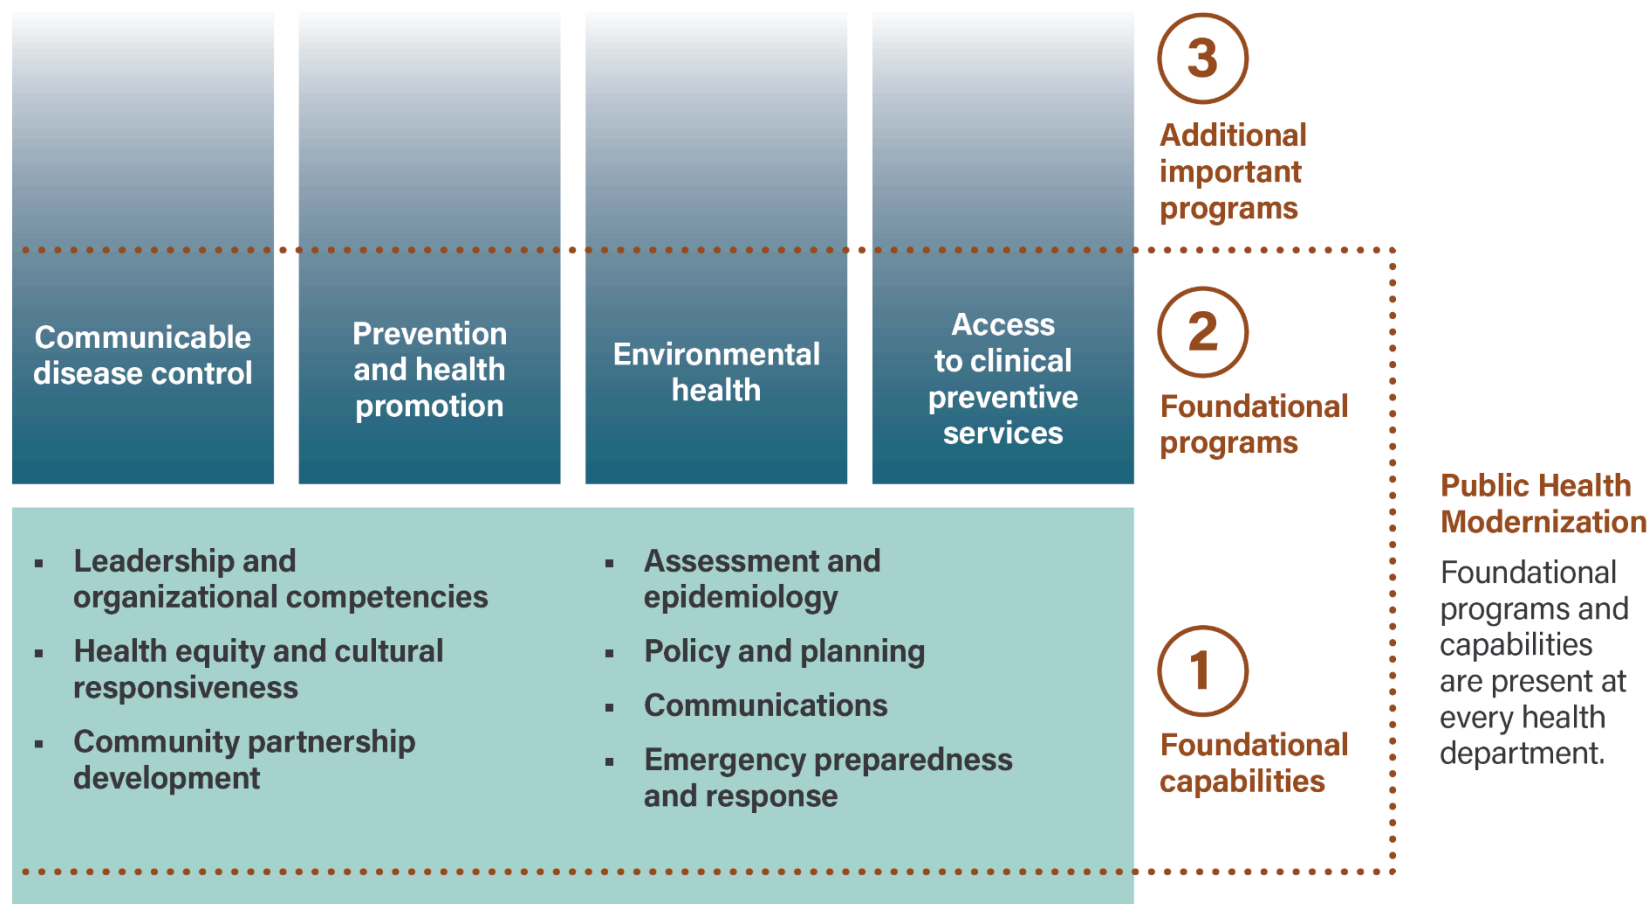 3
Additional
important
programs
Communicable
disease control
Prevention
and health
promotion
Environmental
health
Access
to clinical
preventive
services
2
Foundational
programs
▪ Leadership and
organizational competencies
▪ Health equity and cultural
responsiveness
▪ Community partnership
development
▪ Assessment and
epidemiology
▪ Policy and planning
▪ Communications
▪ Emergency preparedness
and response
1
Foundational
capabilities
Public Health
Modernization
Foundational
programs and
capabilities
are present at
every health
department.